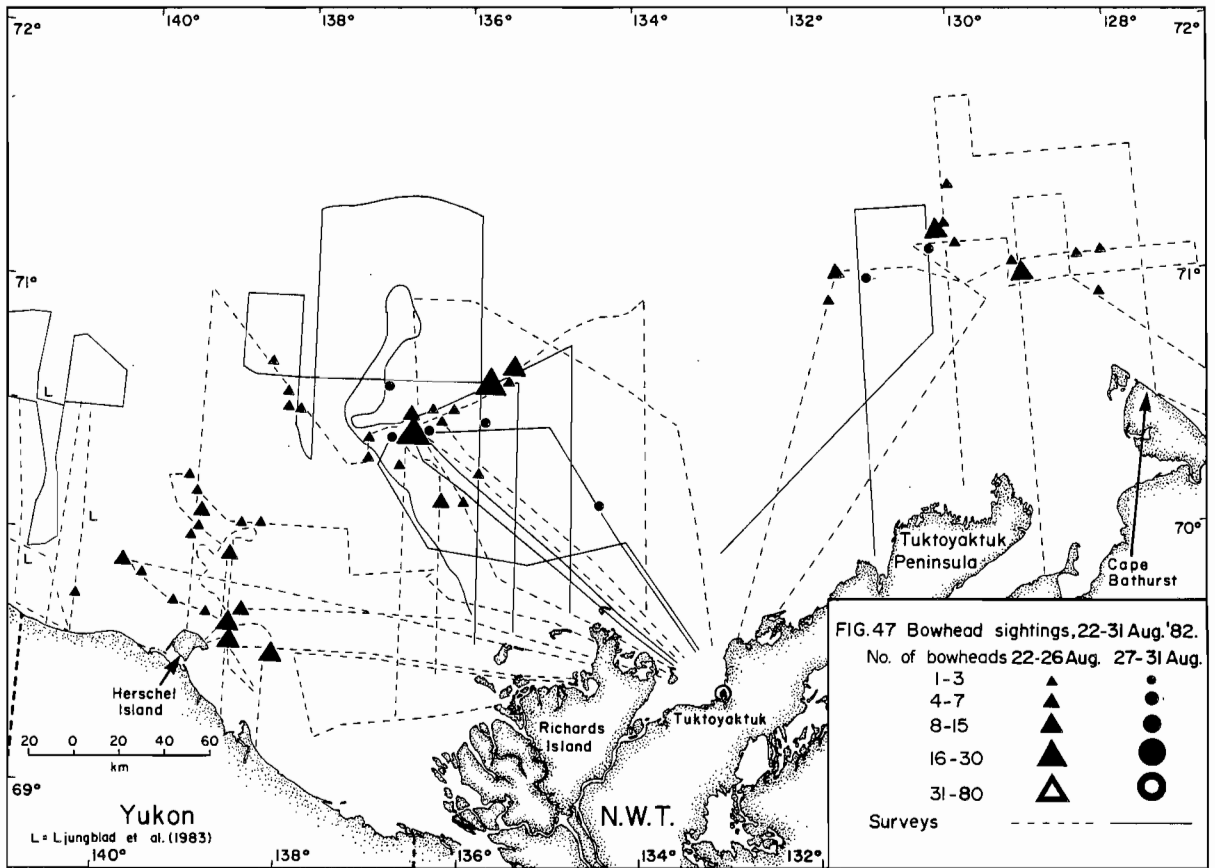 72° 140° 138° 136° 134° 132° 130° 128° 72°
71° 71°
L
L
L
70°
Tuktoyaktuk
Peninsula
Cape
Bathurst
Herschel
Island
Richards
Island
Tuktoyaktuk
20 0 20 40 60
km
69°
Yukon
L = Ljungblad et al. (1983)
N.W.T.
140° 138° 136° 134° 132°
FIG.47 Bowhead sightings, 22-31 Aug.'82.
No. of bowheads 22-26 Aug. 27-31 Aug.
1-3
4-7
8-15
16-30
31-80
Surveys